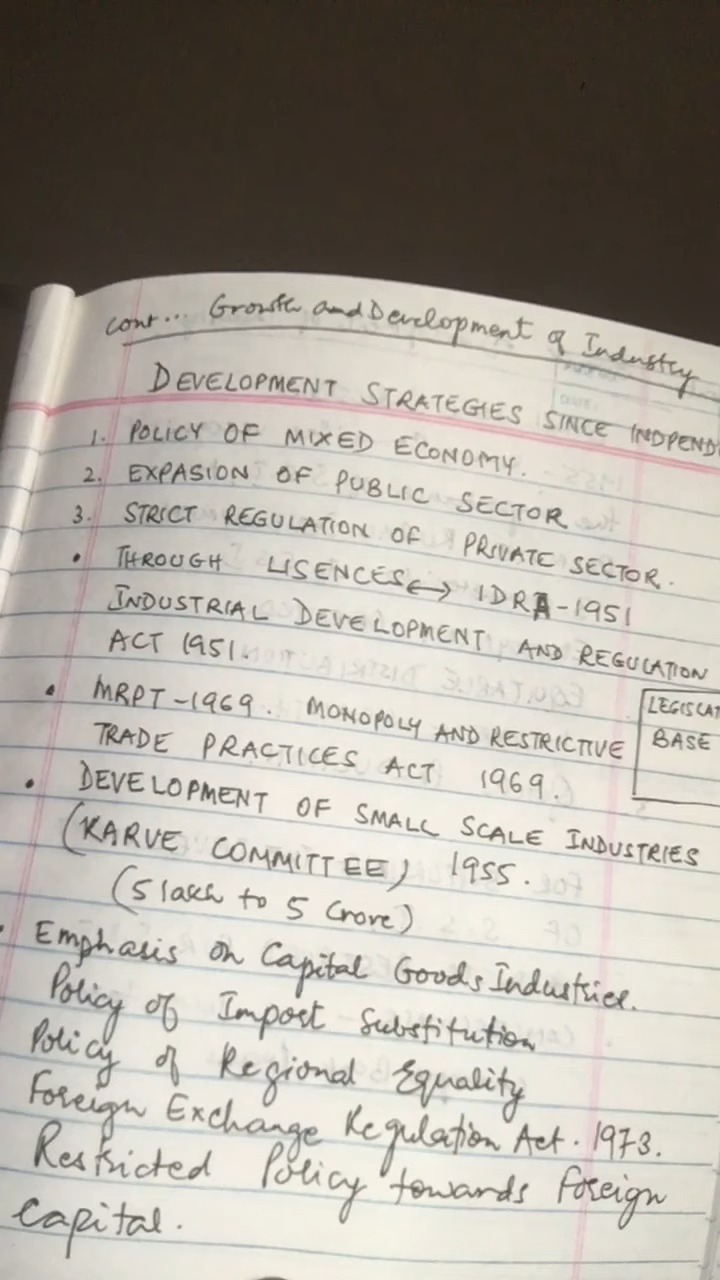 cont... Growth and Development of Industry
DEVELOPMENT STRATEGIES SINCE INDPEND
1. POLICY OF MIXED ECONOMY.
2. EXPASION OF PUBLIC SECTOR
3. STRICT REGULATION OF PRIVATE SECTOR.
• THROUGH LISENCES ↔ IDRA-1951
INDUSTRIAL DEVELOPMENT AND REGULATION
ACT 1951.
• MRPT-1969. MONOPOLY AND RESTRICTIVE
TRADE PRACTICES ACT 1969.
LEGISLAT
BASE
• DEVELOPMENT OF SMALL SCALE INDUSTRIES
(KARVE COMMITTEE) 1955.
(5 lakh to 5 Crore)
• Emphasis on Capital Goods Industries.
Policy of Import Substitution
Policy of Regional Equality
Foreign Exchange Regulation Act. 1973.
Restricted Policy towards foreign
capital.